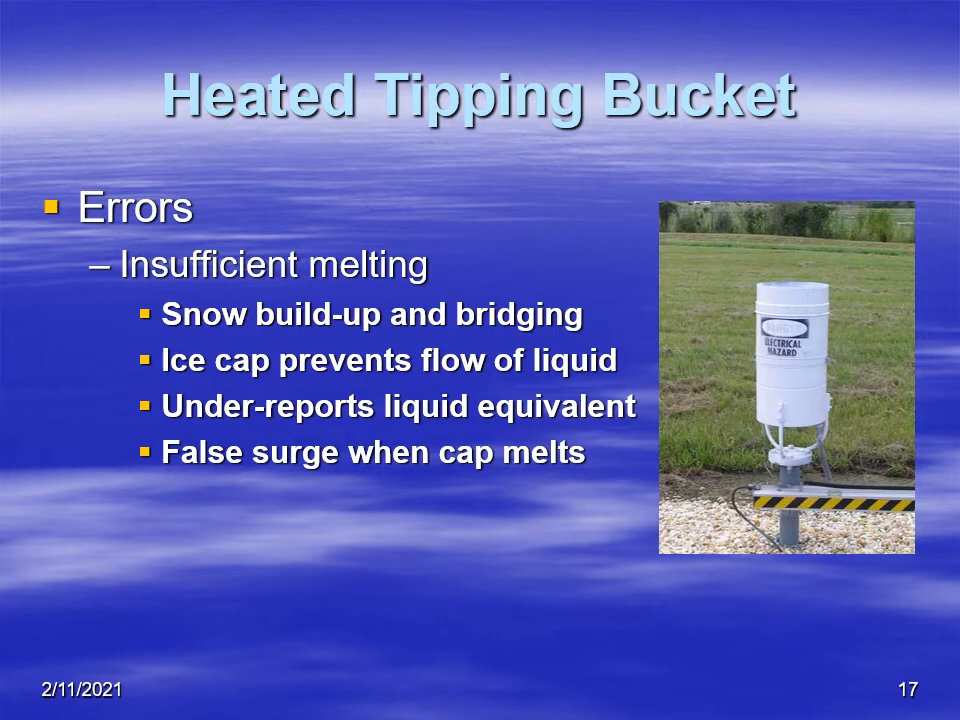 Heated Tipping Bucket
Errors
– Insufficient melting
Snow build-up and bridging
Ice cap prevents flow of liquid
Under-reports liquid equivalent
False surge when cap melts
ELECTRICAL
HAZARD
2/11/2021
17